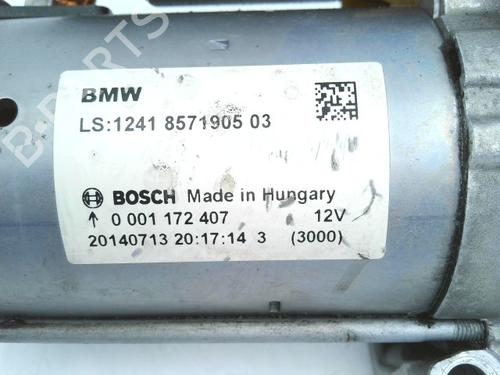 BMW
LS:1241 8571905 03
BOSCH Made in Hungary
0 001 172 407 12V
20140713 20:17:14 3 (3000)
B-PARTS